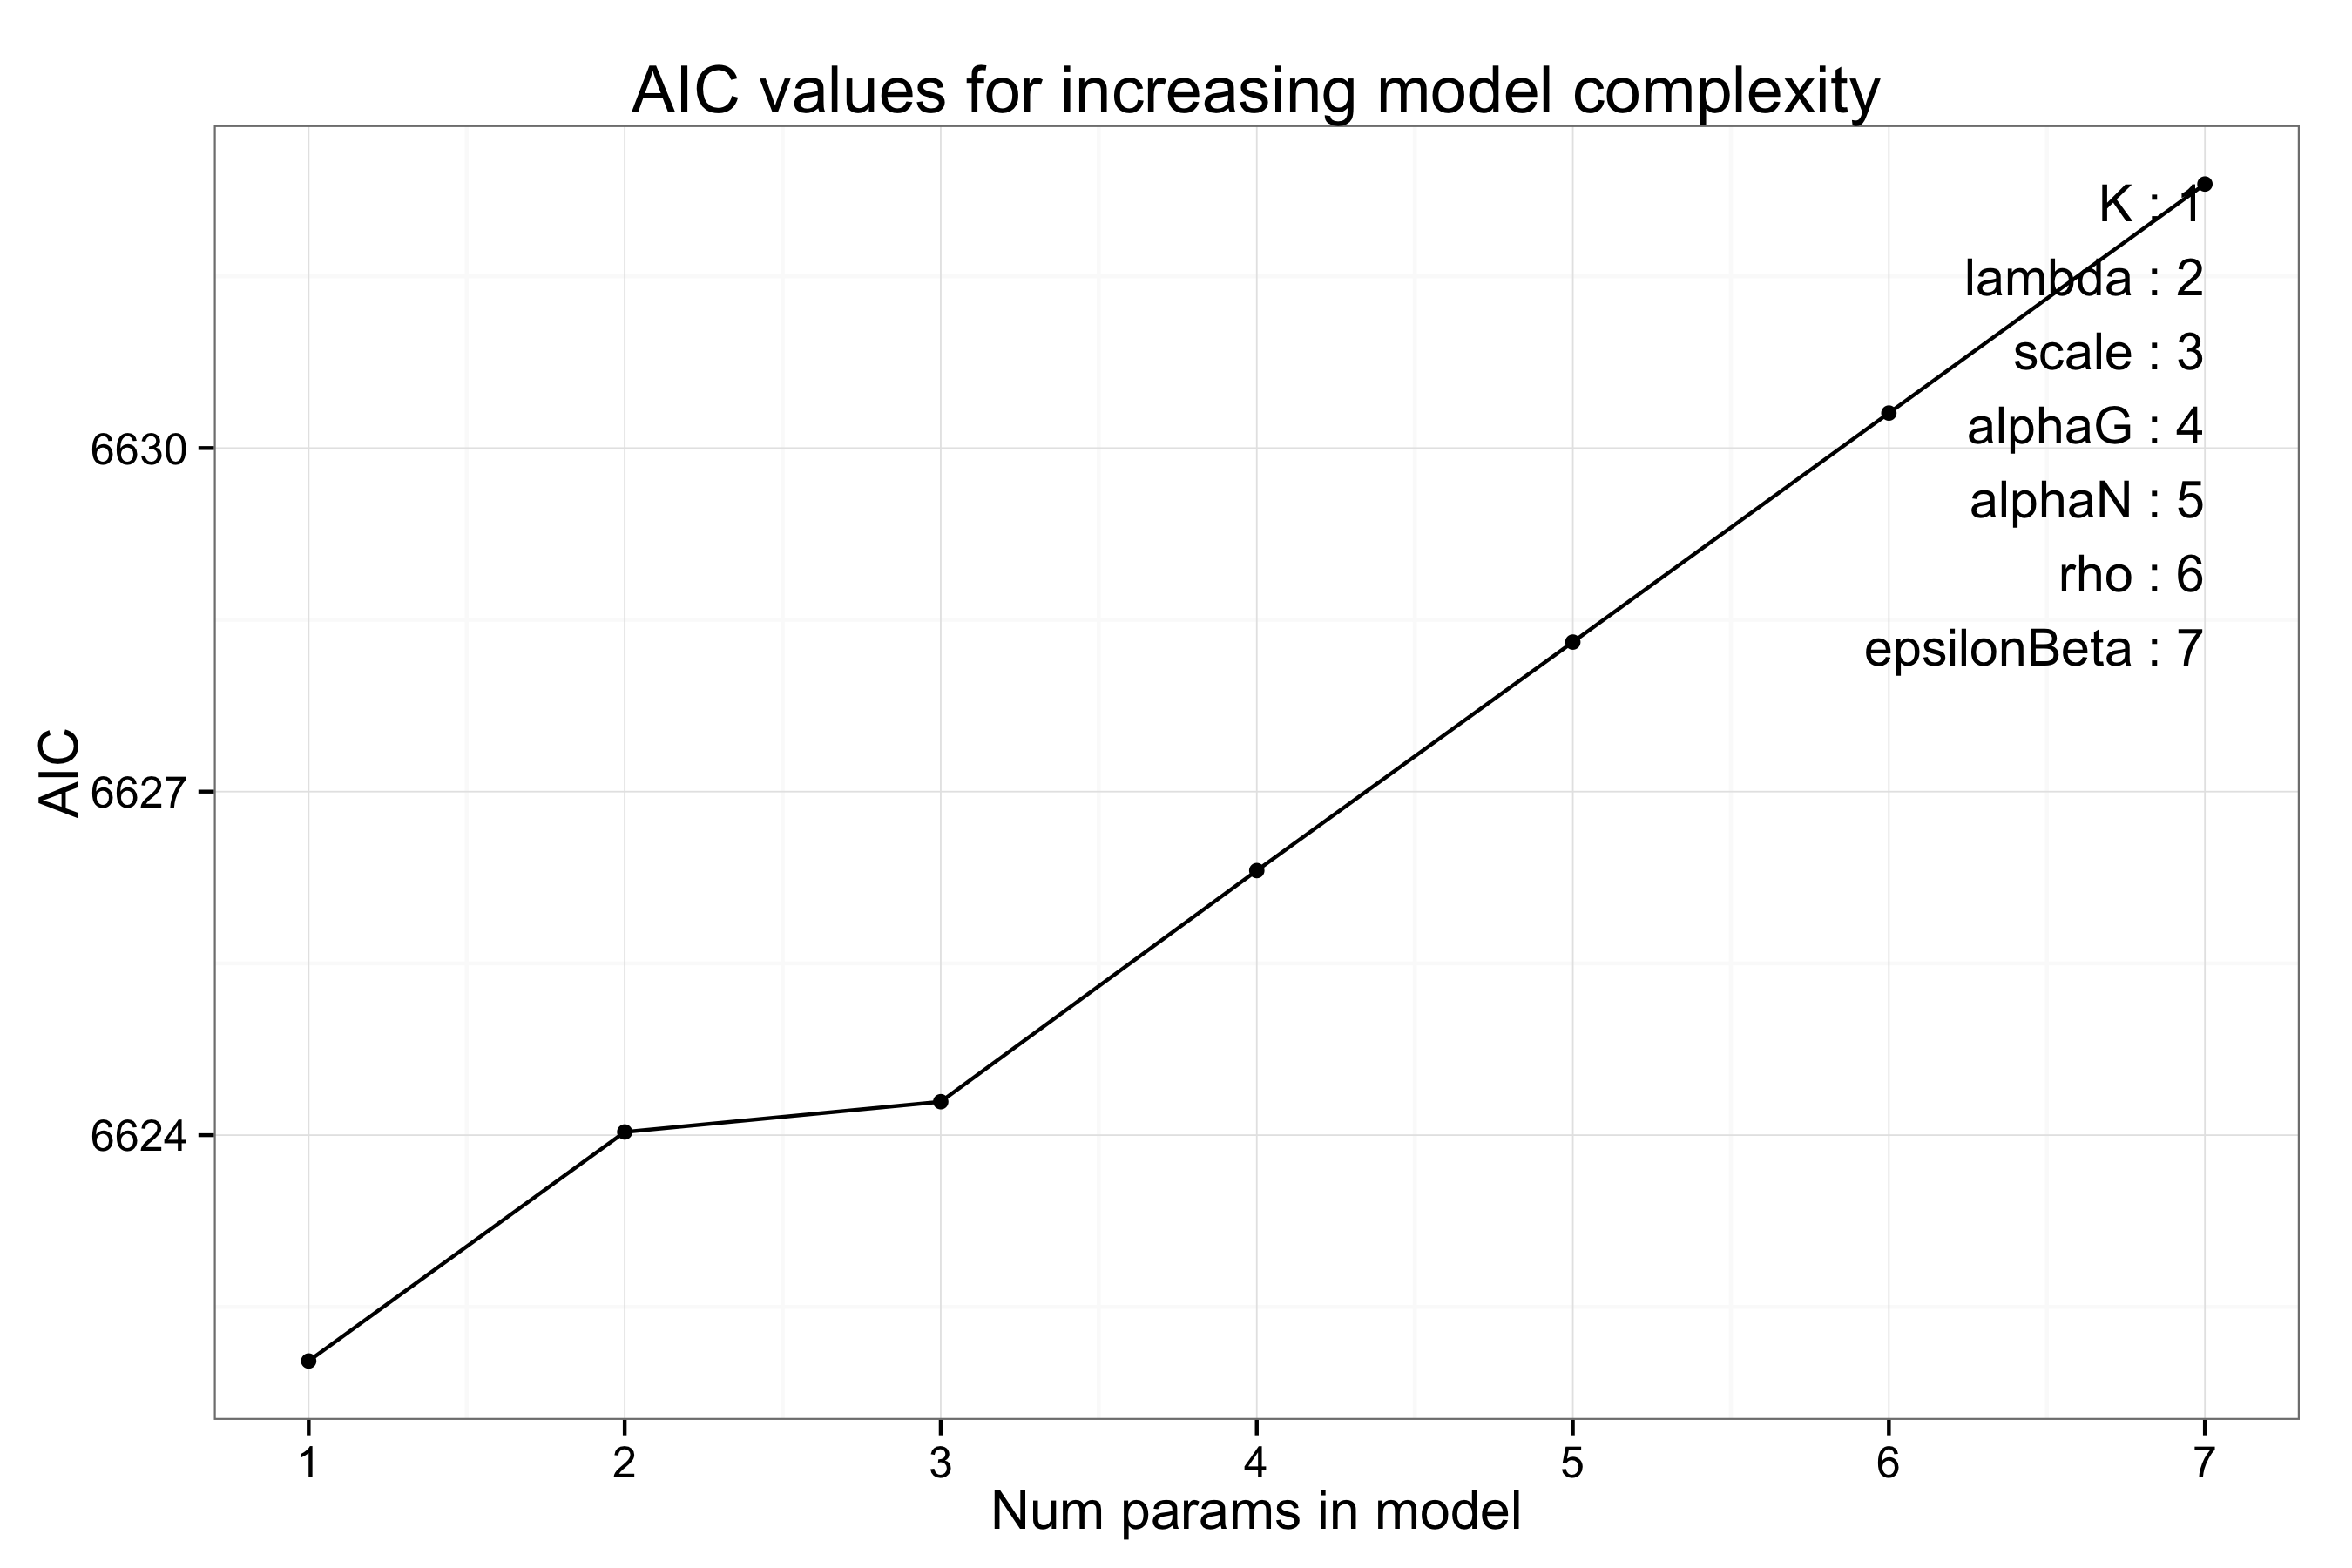 AIC values for increasing model complexity
K : 1
lambda : 2
scale : 3
alphaG : 4
alphaN : 5
rho : 6
epsilonBeta : 7
6630
6627
6624
AIC
1 2 3 4 5 6 7
Num params in model